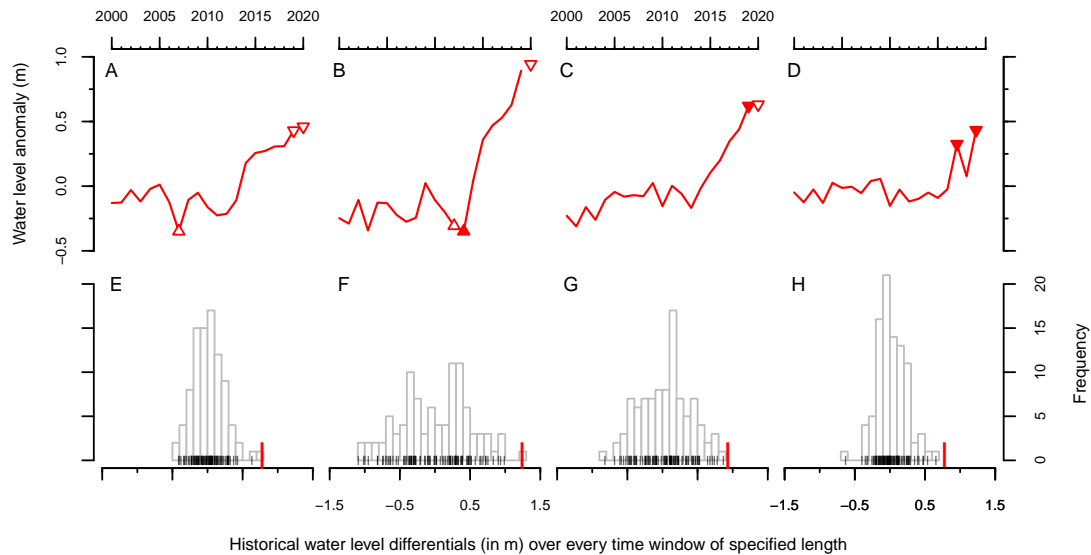 2000 2005 2010 2015 2020
2000 2005 2010 2015 2020
Water level anomaly (m)
1.0
0.5
0.0
−0.5
A
B
C
D
E
F
G
H
20
15
10
5
0
Frequency
−1.5 −0.5 0.5 1.5
−1.5 −0.5 0.5 1.5
Historical water level differentials (in m) over every time window of specified length